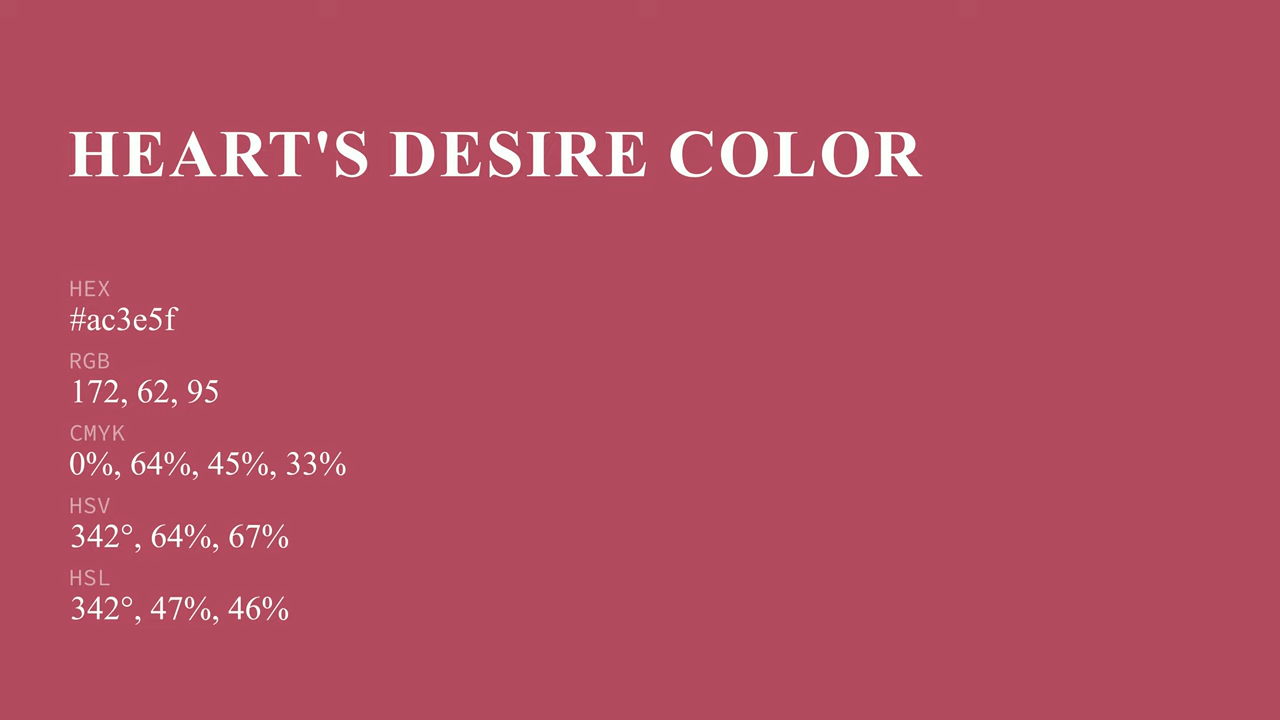 HEART'S DESIRE COLOR
HEX
#ac3e5f
RGB
172, 62, 95
CMYK
0%, 64%, 45%, 33%
HSV
342°, 64%, 67%
HSL
342°, 47%, 46%